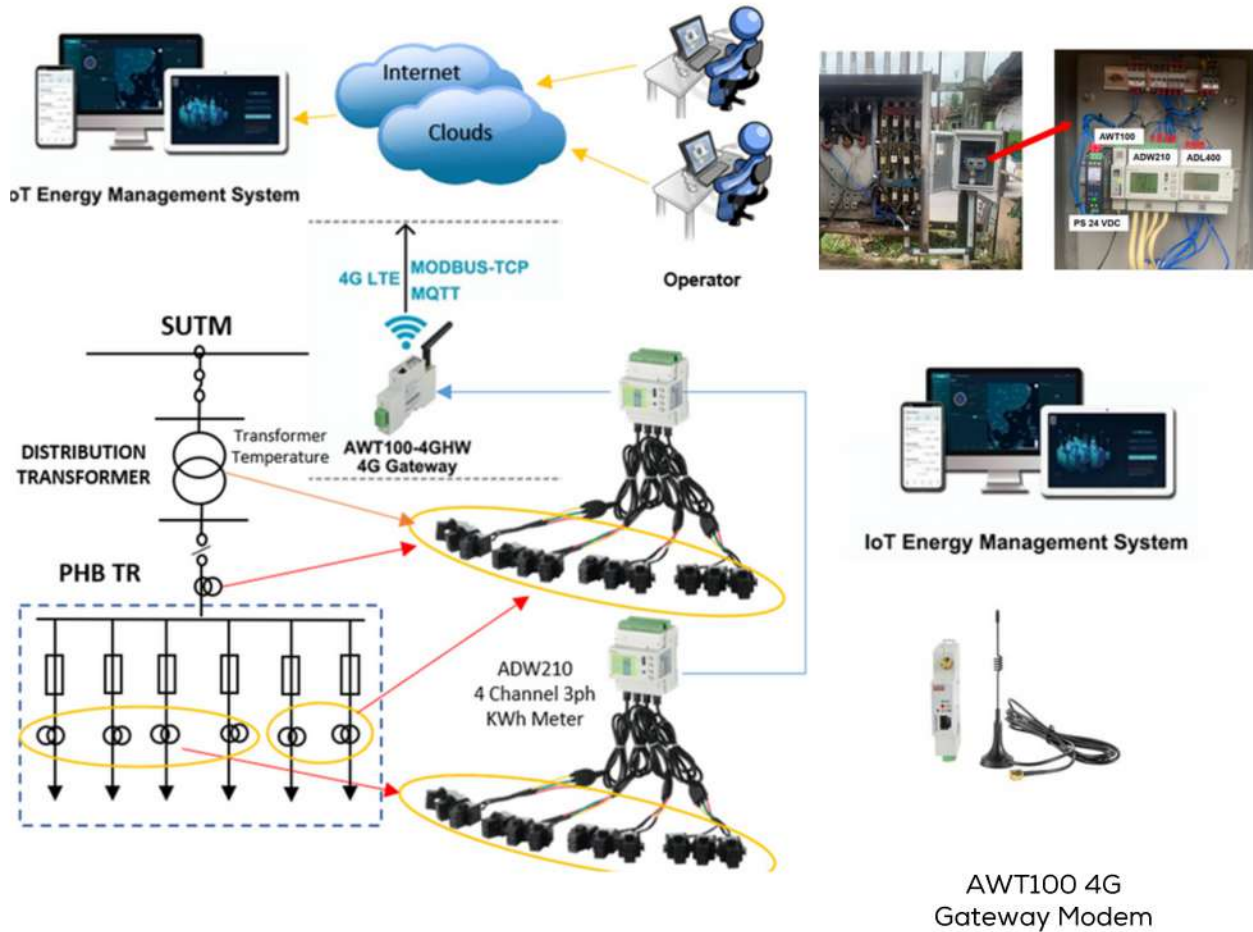 Internet
Clouds
oT Energy Management System
AWT100
ADW210
ADL400
PS 24 VDC
4G LTE
MODBUS-TCP
MQTT
Operator
SUTM
AWT100-4GHW
4G Gateway
DISTRIBUTION
TRANSFORMER
Transformer
Temperature
IoT Energy Management System
PHB TR
ADW210
4 Channel 3ph
KWh Meter
AWT100 4G
Gateway Modem